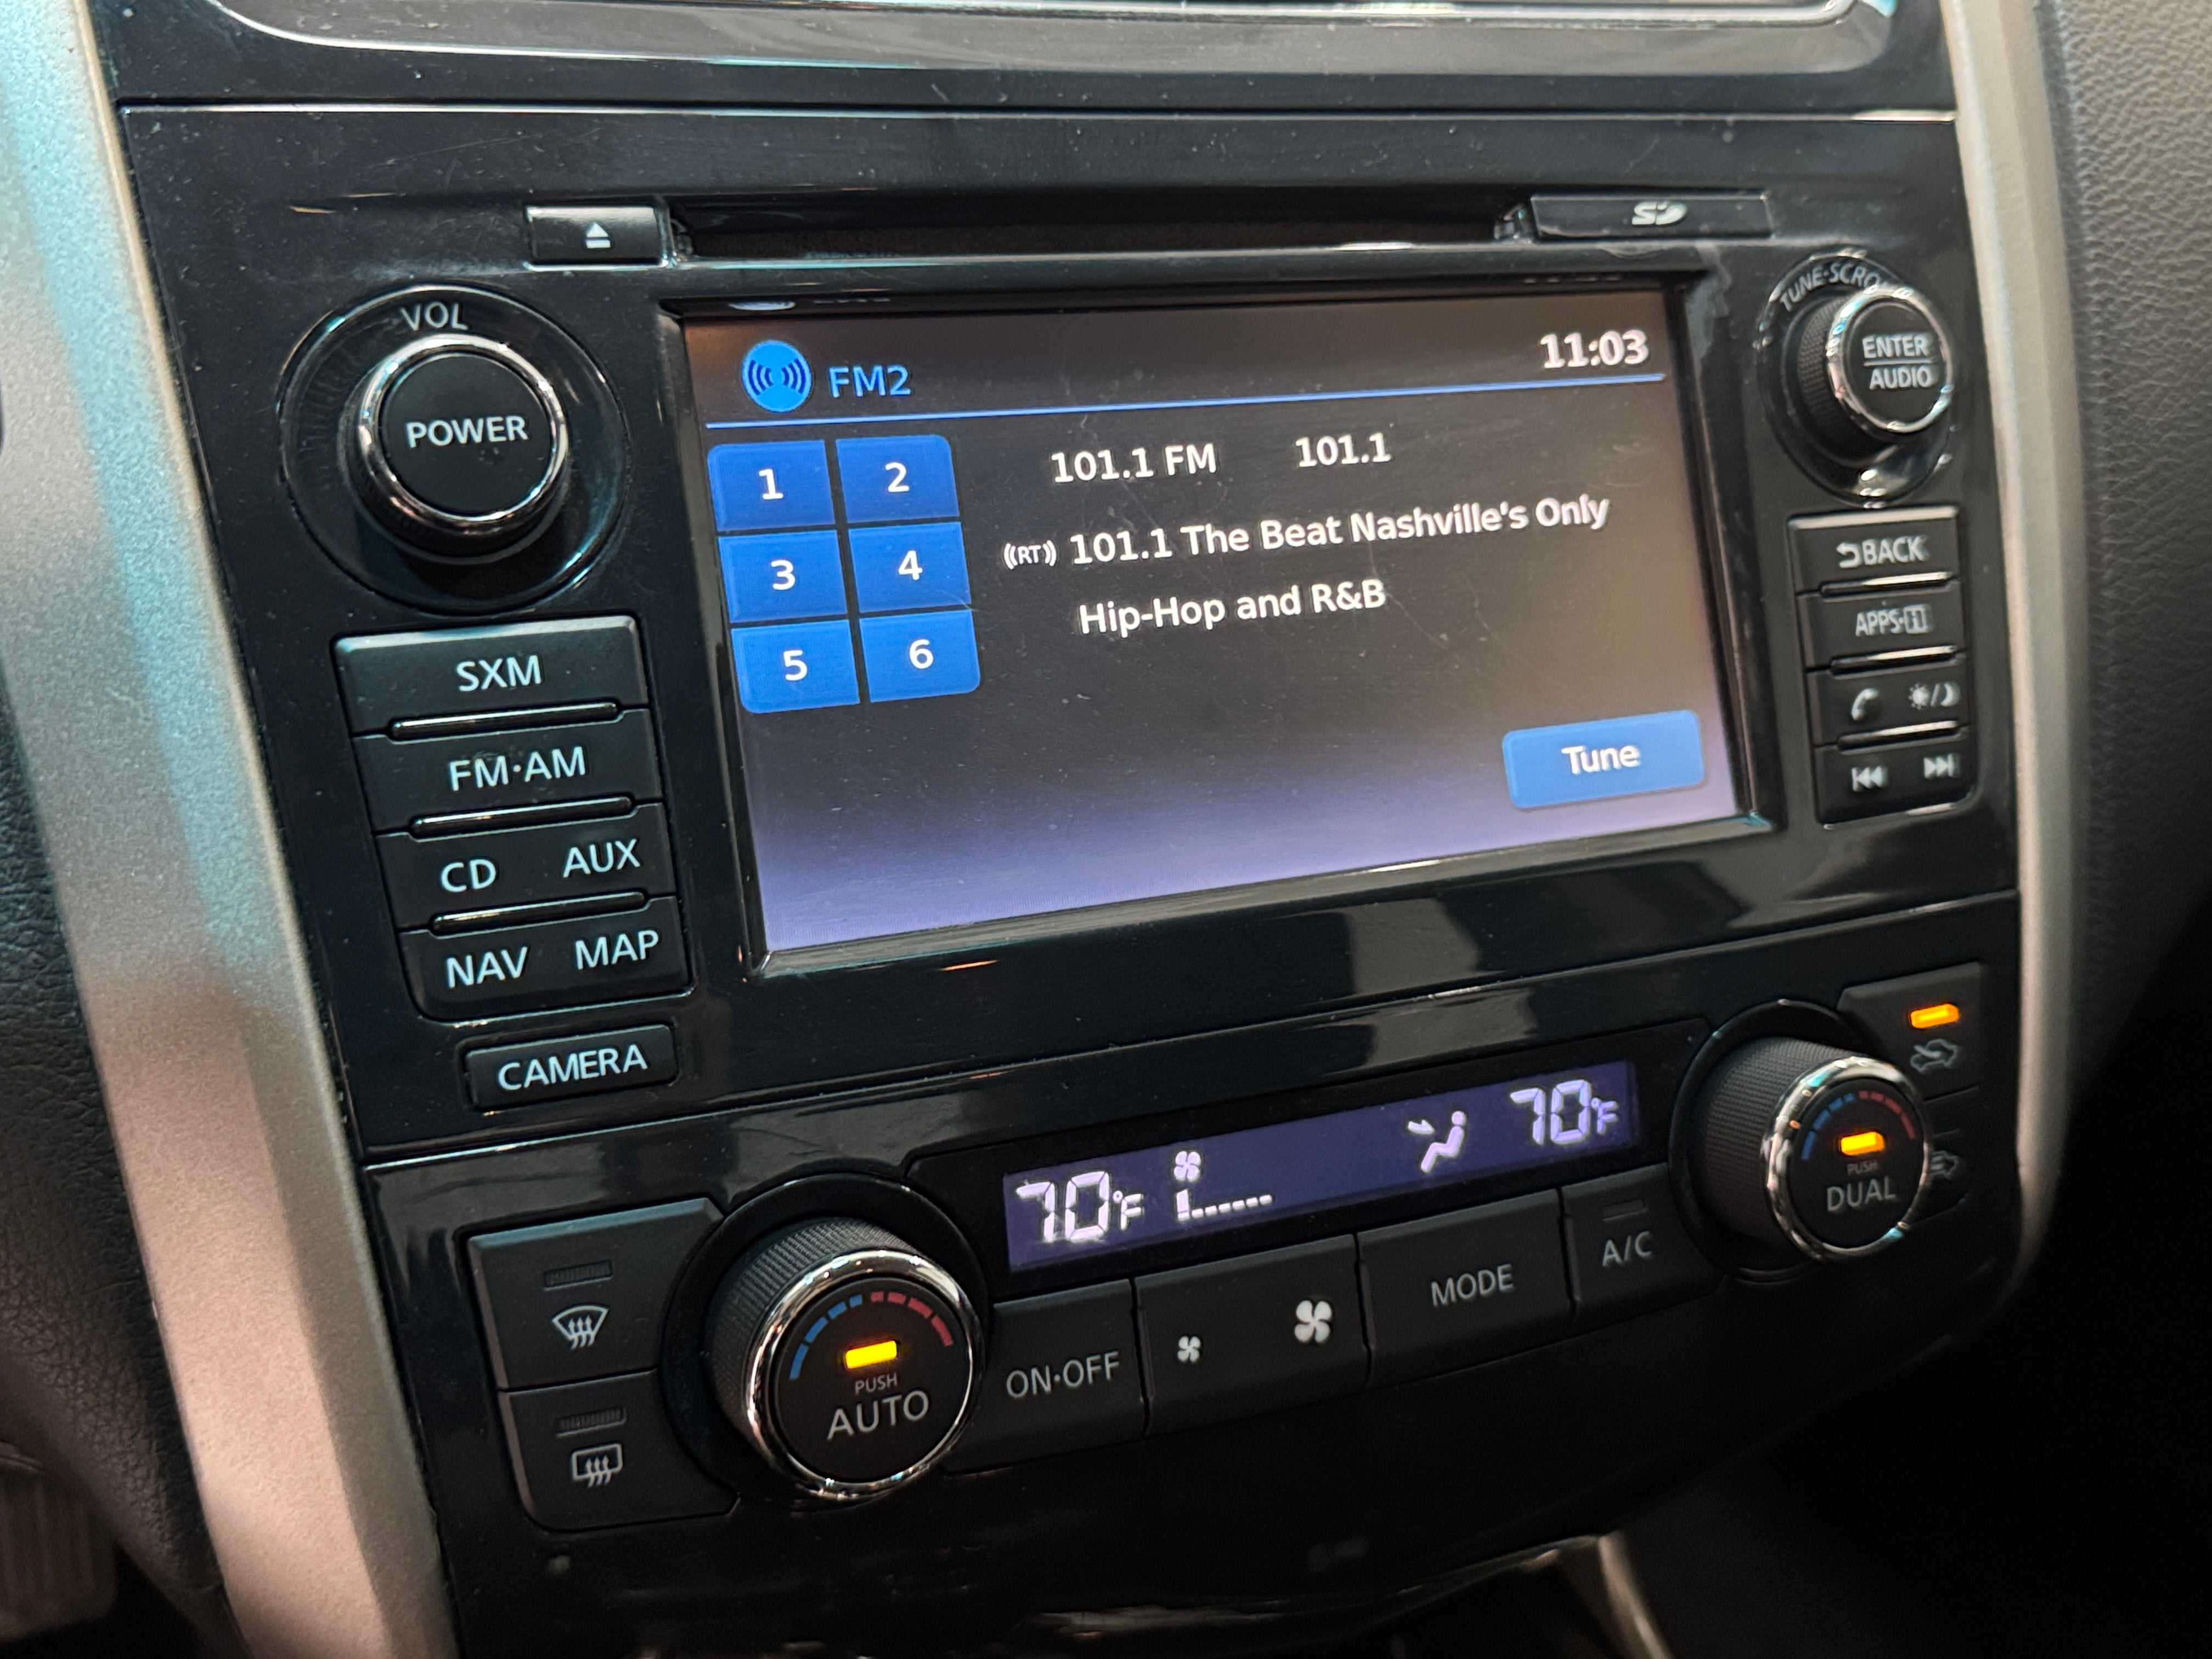 SD
VOL
POWER
TUNE·SCRO
ENTER
AUDIO
FM2
11:03
1
2
101.1 FM
101.1
3
4
((RT)) 101.1 The Beat Nashville's Only
Hip-Hop and R&B
5
6
Tune
SXM
FM·AM
CD
AUX
NAV
MAP
CAMERA
BACK
APPS·i
70°F
70°F
PUSH
AUTO
ON·OFF
MODE
A/C
PUSH
DUAL